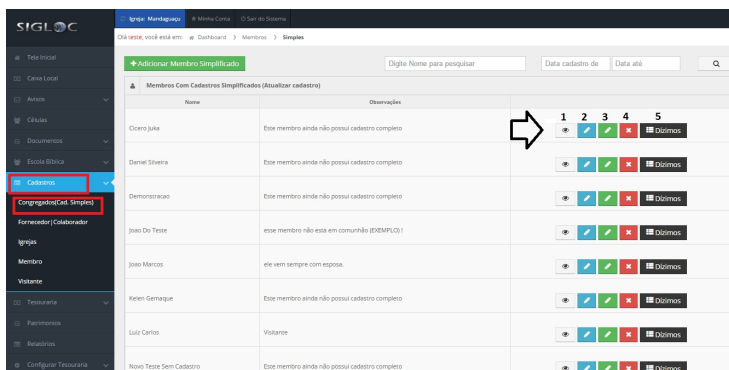 SIGLOC
Igreja: Mandaguaçu Minha Conta Sair do Sistema
Olá teste, você está em: Dashboard > Membros > Simples
Tela Inicial
Caixa Local
Avisos
Células
Documentos
Escola Bíblica
Cadastros
Congregados(Cad. Simples)
Fornecedor|Colaborador
Igrejas
Membro
Visitante
Tesouraria
Patrimonios
Relatórios
Configurar Tesouraria
+Adicionar Membro Simplificado
Digite Nome para pesquisar
Data cadastro de
Data até
Membros Com Cadastros Simplificados (Atualizar cadastro)
Nome Observações
1 2 3 4 5
Cicero Juka Esse membro ainda não possui cadastro completo Dízimos
Daniel Silveira Este membro ainda não possui cadastro completo Dízimos
Demonstracao Este membro ainda não possui cadastro completo Dízimos
Joao Do Teste esse membro não esta em comunhão (EXEMPLO) ! Dízimos
Joao Marcos ele vem sempre com esposa. Dízimos
Kelen Gemaque Este membro ainda não possui cadastro completo Dízimos
Luiz Carlos Visitante Dízimos
Novo Teste Sem Cadastro Este membro ainda não possui cadastro completo Dízimos